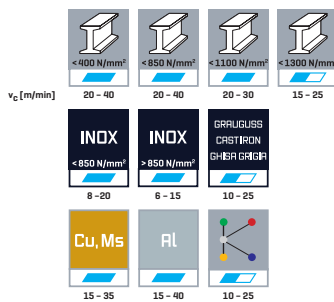 <400 N/mm² <850 N/mm² <1100 N/mm² <1300 N/mm
v_c [m/min] 20 – 40 20 – 40 20 – 30 15 – 25
INOX INOX GRAUGUSS
CASTIRON
GHISA GRIGIA
<850 N/mm² >850 N/mm²
8 –20 6 – 15 10 – 25
Cu, Ms Al
15 – 35 15 – 40 10 – 25